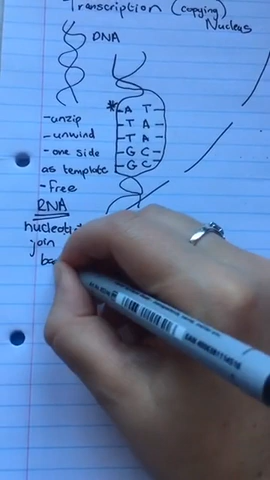 Transcription (copying)
Nucleus
DNA
* - A T -
- T A -
- T A -
- G C -
- G C -
- unzip
- unwind
- one side
as template
- free
RNA
join